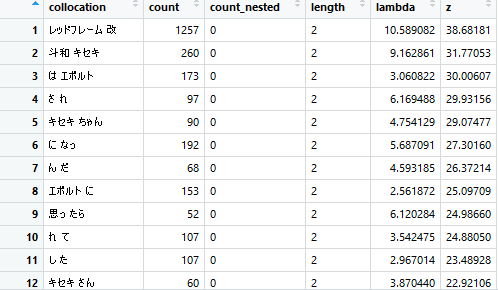 collocation count count_nested length lambda z
1 レッドフレーム 改 1257 0 2 10.589082 38.68181
2 斗和 キセキ 260 0 2 9.162861 31.77053
3 は エボルト 173 0 2 3.060822 30.00607
4 さ れ 97 0 2 6.169488 29.93156
5 キセキ ちゃん 90 0 2 4.754129 29.07477
6 に なっ 192 0 2 5.687091 27.30160
7 ん だ 68 0 2 4.593185 26.37214
8 エボルト に 153 0 2 2.561872 25.09709
9 思っ たら 52 0 2 6.120284 24.98660
10 れ て 107 0 2 3.542475 24.88050
11 し た 107 0 2 2.967014 23.48928
12 キセキ さん 60 0 2 3.870440 22.92106